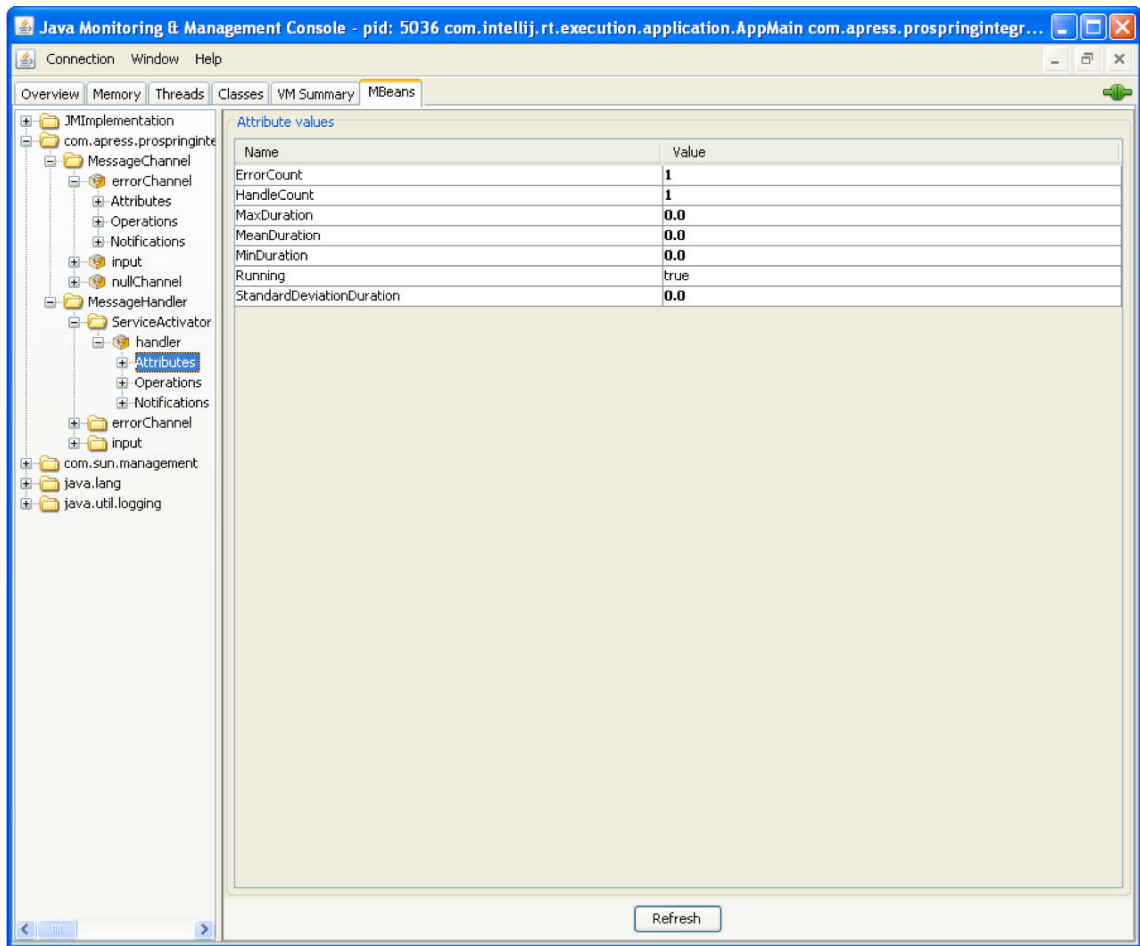 Java Monitoring & Management Console - pid: 5036 com.intellij.rt.execution.application.AppMain com.apress.prospringintegr...
Connection Window Help
Overview Memory Threads Classes VM Summary MBeans
JMImplementation
com.apress.prospringinte
MessageChannel
errorChannel
Attributes
Operations
Notifications
input
nullChannel
MessageHandler
ServiceActivator
handler
Attributes
Operations
Notifications
errorChannel
input
com.sun.management
java.lang
java.util.logging
Attribute values
Name Value
ErrorCount 1
HandleCount 1
MaxDuration 0.0
MeanDuration 0.0
MinDuration 0.0
Running true
StandardDeviationDuration 0.0
Refresh